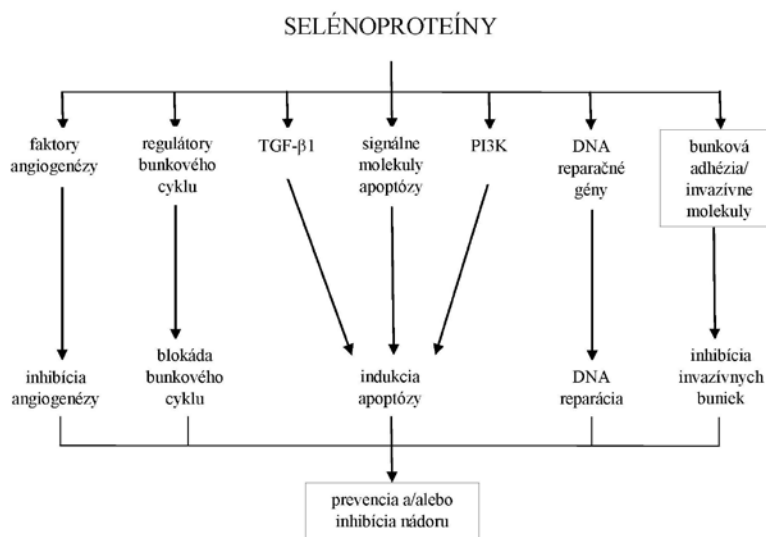 SELÉNOPROTEÍNY
faktory
angiogenézy
regulátory
bunkového
cyklu
TGF-β1
signálne
molekuly
apoptózy
PI3K
DNA
reparačné
gény
bunková
adhézia/
invazívne
molekuly
inhibícia
angiogenézy
blokáda
bunkového
cyklu
indukcia
apoptózy
DNA
reparácia
inhibícia
invazívnych
buniek
prevencia a/alebo
inhibícia nádoru